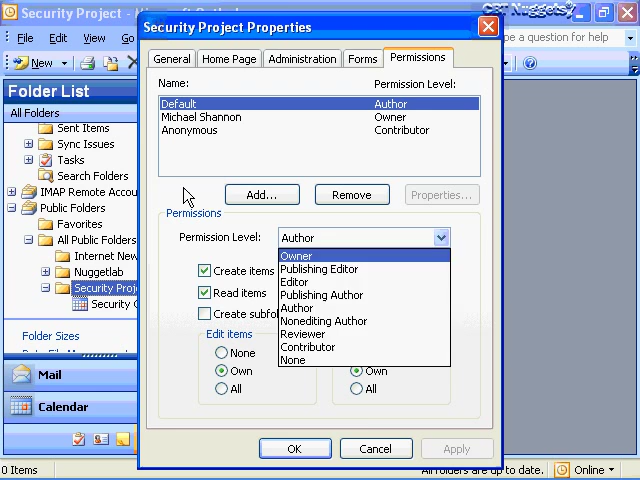 Security Project - Microsoft Outlook
CBT Nuggets
File Edit View Go
pe a question for help
New
Folder List
All Folders
Sent Items
Sync Issues
Tasks
Search Folders
IMAP Remote Accou
Public Folders
Favorites
All Public Folders
Internet New
Nuggetlab
Security Proj
Security C
Folder Sizes
Mail
Calendar
0 Items
All folders are up to date.
Online
Security Project Properties
General
Home Page
Administration
Forms
Permissions
Name: Permission Level:
Default Author
Michael Shannon Owner
Anonymous Contributor
Add... Remove Properties...
Permissions
Permission Level: Author
Owner
Publishing Editor
Editor
Publishing Author
Author
Nonediting Author
Reviewer
Contributor
None
Create items
Read items
Create subfol
Edit items
None
Own
All
Own
All
OK Cancel Apply